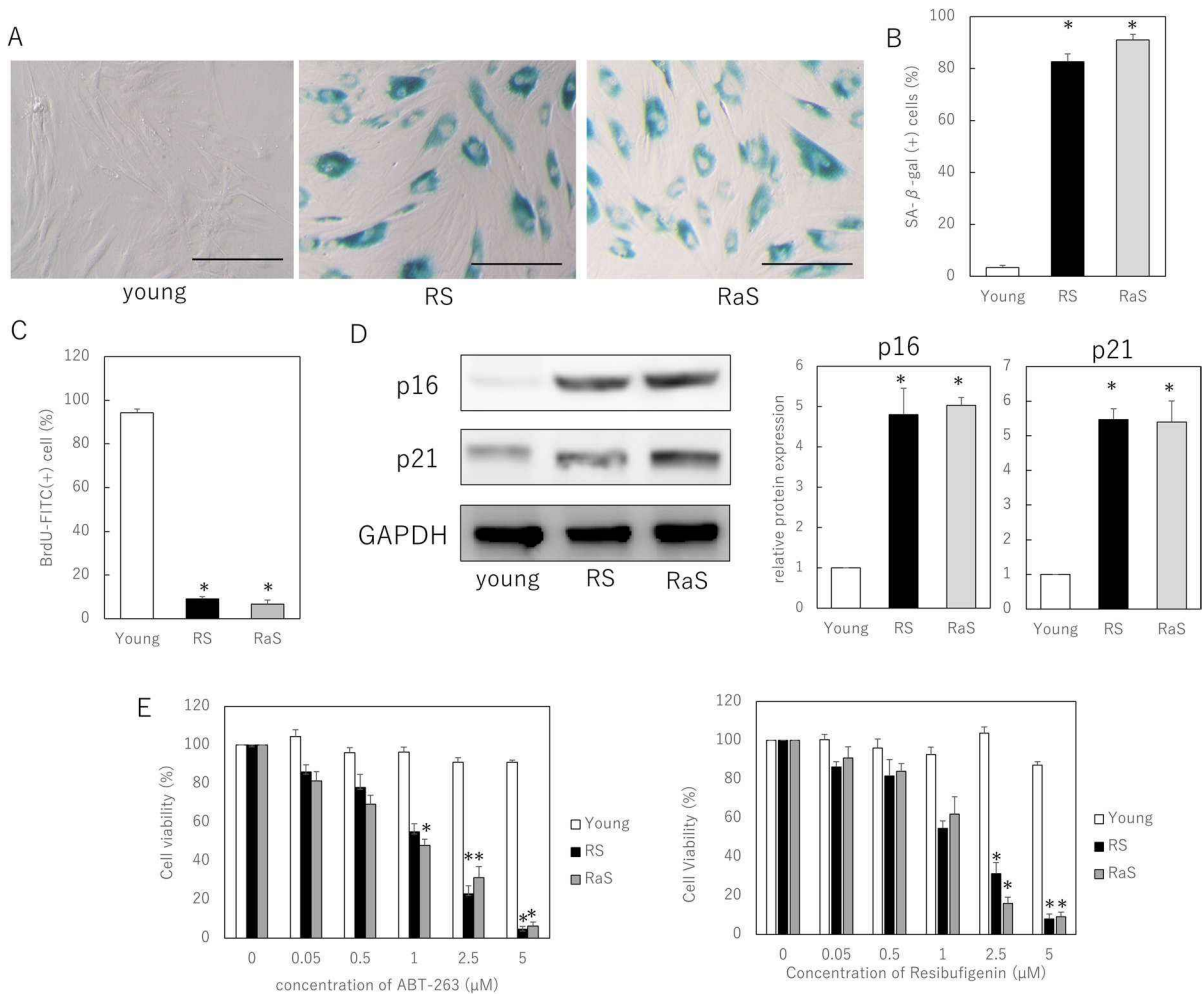 A
young
RS
RaS
B
SA-β-gal (+) cells (%)
100
80
60
40
20
0
*
*
Young
RS
RaS
C
BrdU-FITC(+) cell (%)
120
100
80
60
40
20
0
*
*
Young
RS
RaS
D
p16
p21
GAPDH
young
RS
RaS
p16
relative protein expression
6
5
4
3
2
1
0
*
*
Young
RS
RaS
p21
7
6
5
4
3
2
1
0
*
*
Young
RS
RaS
E
Cell viability (%)
120
100
80
60
40
20
0
*
**
**
0 0.05 0.5 1 2.5 5
concentration of ABT-263 (μM)
Young
RS
RaS
Cell Viability (%)
120
100
80
60
40
20
0
*
*
**
0 0.05 0.5 1 2.5 5
Concentration of Resibufigenin (μM)
Young
RS
RaS